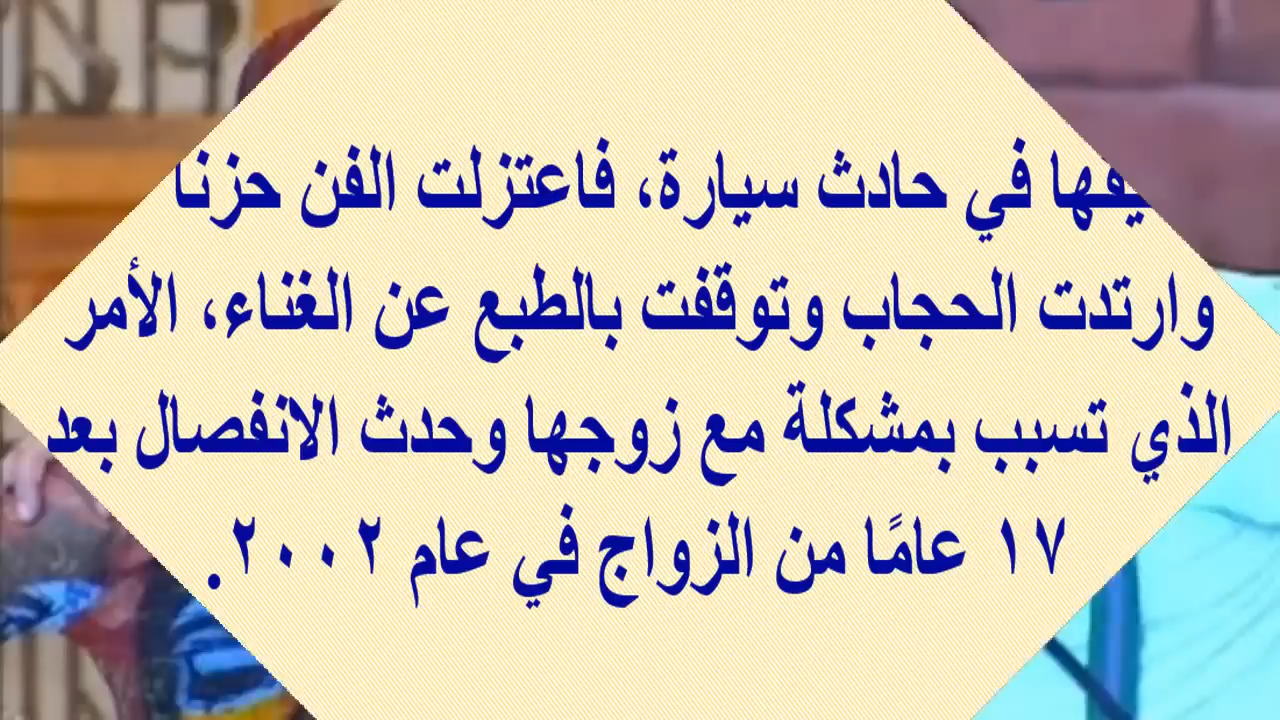 في حادث سيارة، فاعتزلت الفن حزنا
وارتدت الحجاب وتوقفت بالطبع عن الغناء، الأمر
الذي تسبب بمشكلة مع زوجها وحدث الانفصال بعد
١٧ عامًا من الزواج في عام ٢٠٠٢.